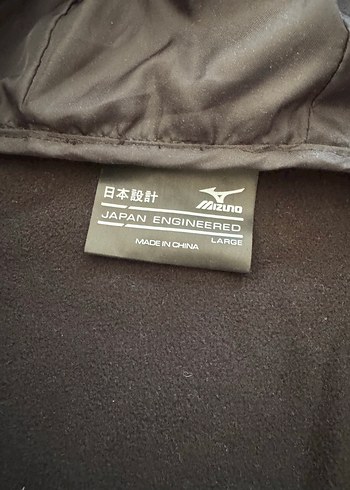 日本設計
MIZUNO
JAPAN ENGINEERED
LARGE
MADE IN CHINA